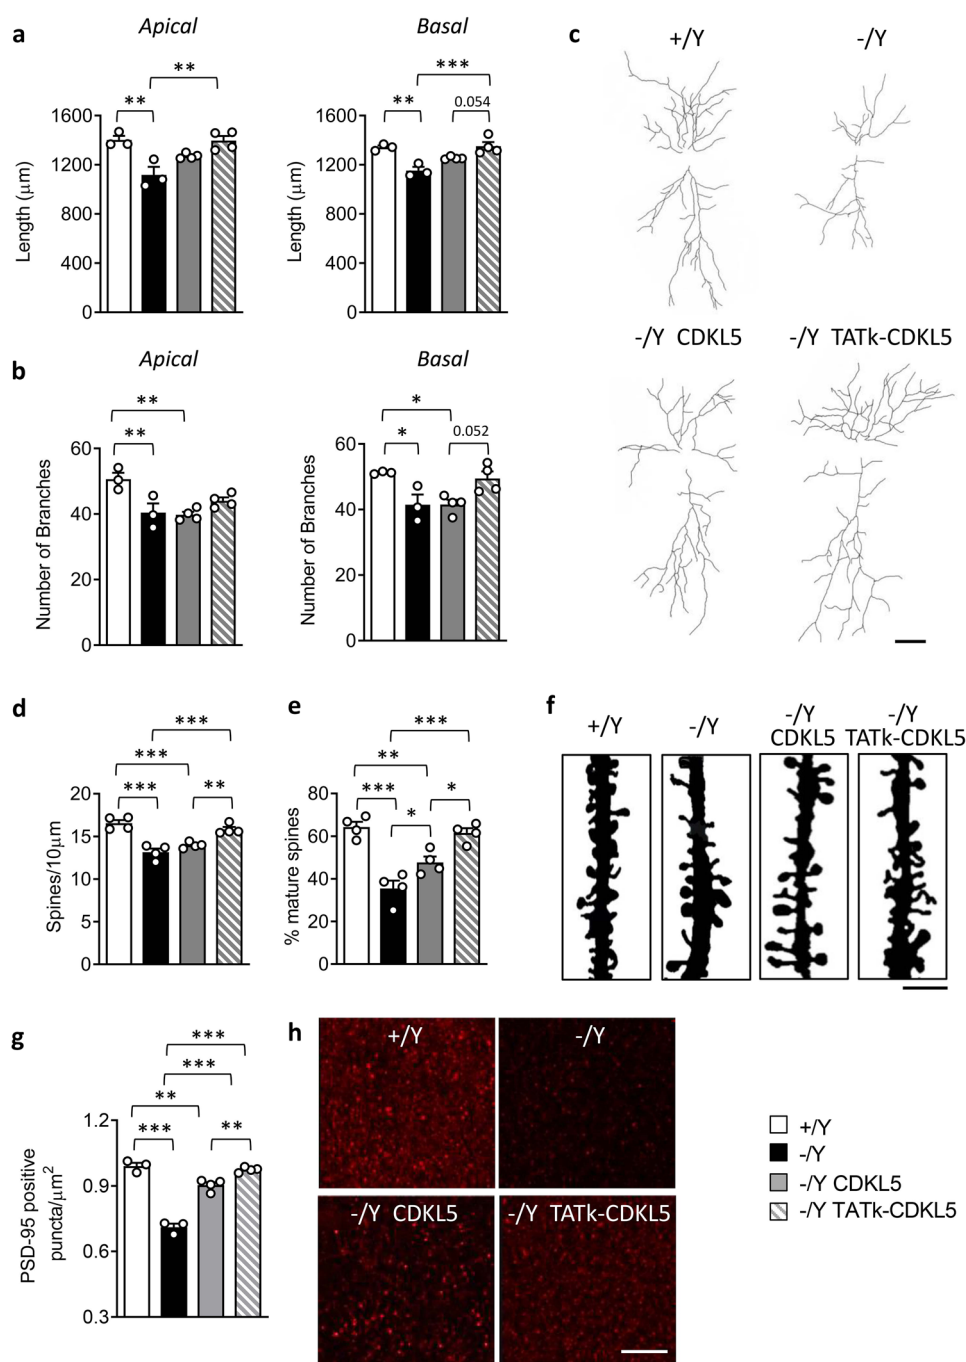 a
Apical
Basal
**
**
***
**
0.054
1600
1200
800
400
0
Length (μm)
1600
1200
800
400
0
Length (μm)
c
+/Y
-/Y
-/Y CDKL5
-/Y TATk-CDKL5
b
Apical
Basal
**
**
*
*
0.052
60
40
20
0
Number of Branches
60
40
20
0
Number of Branches
d
***
***
***
**
20
15
10
5
0
Spines/10μm
e
***
**
***
*
*
80
60
40
20
0
% mature spines
f
+/Y
-/Y
-/Y
CDKL5
-/Y
TATk-CDKL5
g
***
***
**
***
**
1.2
0.9
0.6
0.3
PSD-95 positive
puncta/μm²
h
+/Y
-/Y
-/Y CDKL5
-/Y TATk-CDKL5
+/Y
-/Y
-/Y CDKL5
-/Y TATk-CDKL5